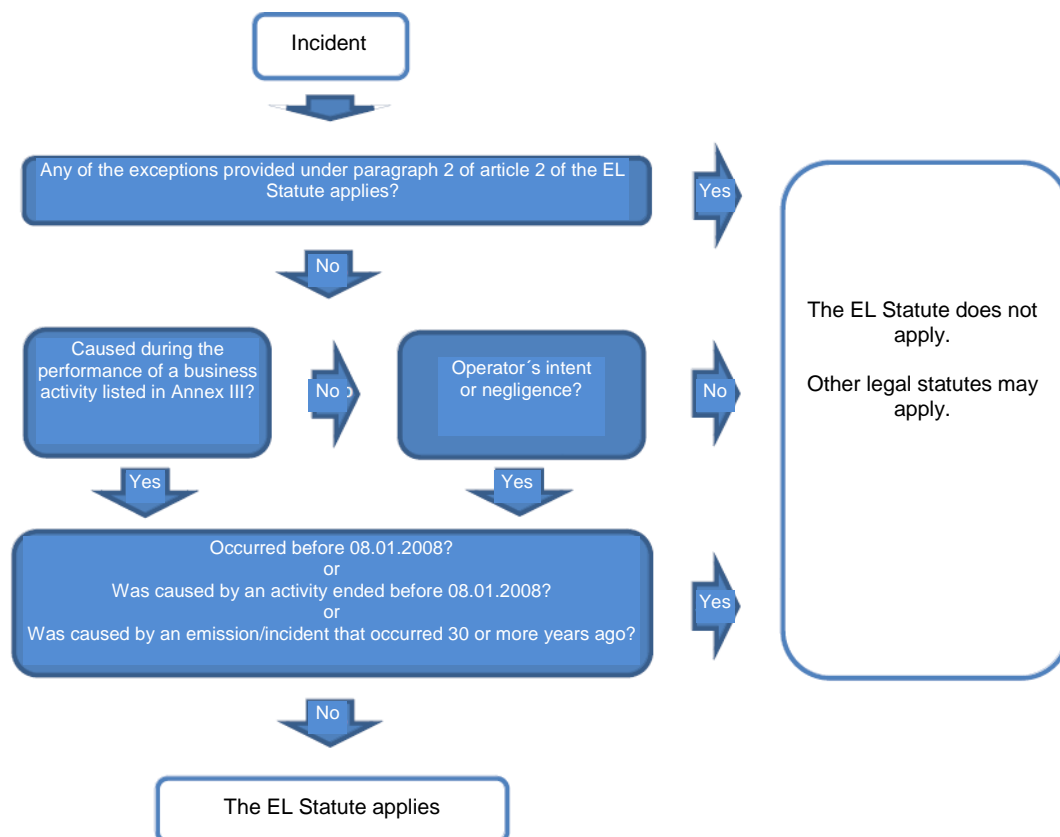 Incident
Any of the exceptions provided under paragraph 2 of article 2 of the EL
Statute applies?
Yes
No
The EL Statute does not
apply.
Other legal statutes may
apply.
Caused during the
performance of a business
activity listed in Annex III?
No
Operator´s intent
or negligence?
No
Yes
Yes
Occurred before 08.01.2008?
or
Was caused by an activity ended before 08.01.2008?
or
Was caused by an emission/incident that occurred 30 or more years ago?
Yes
No
The EL Statute applies